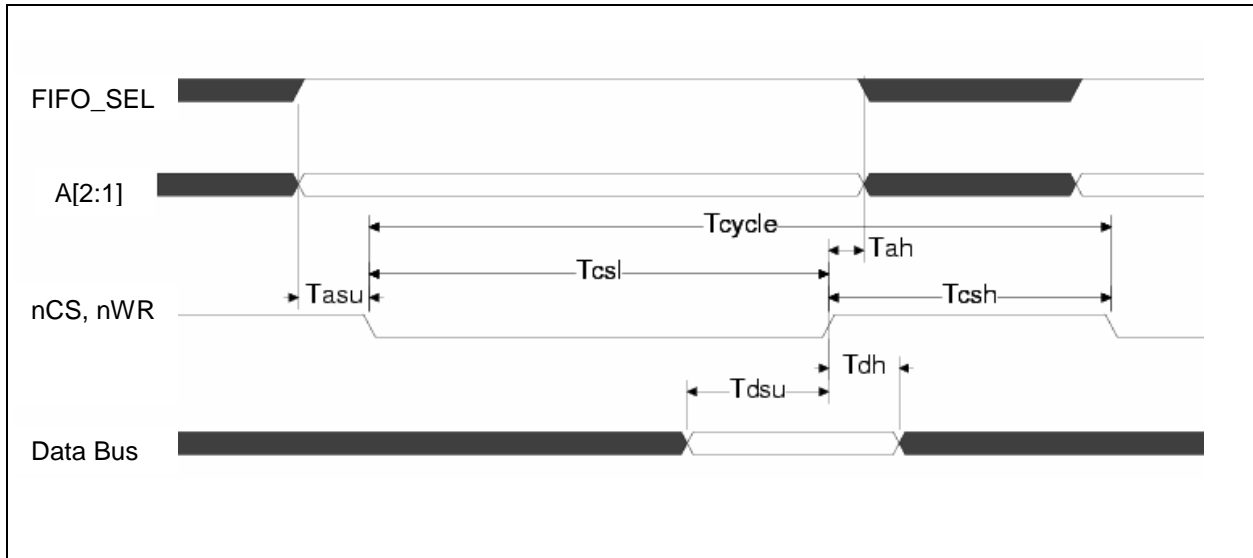 FIFO_SEL
A[2:1]
Tcycle
Tah
Tcsl
Tasu
Tcsh
nCS, nWR
Tdh
Tdsu
Data Bus